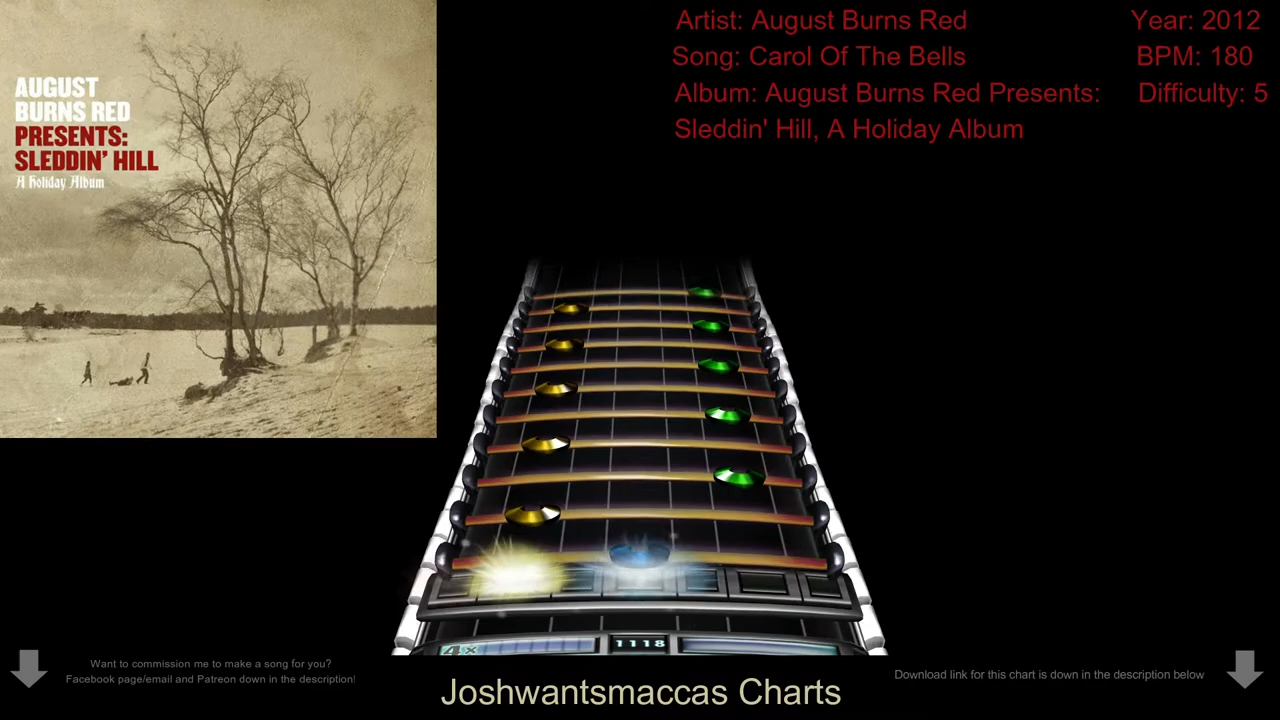 AUGUST
BURNS RED
PRESENTS:
SLEDDIN' HILL
A Holiday Album
Artist: August Burns Red
Year: 2012
Song: Carol Of The Bells
BPM: 180
Album: August Burns Red Presents:
Difficulty: 5
Sleddin' Hill, A Holiday Album
4x
1118
Want to commission me to make a song for you?
Facebook page/email and Patreon down in the description!
Joshwantsmaccas Charts
Download link for this chart is down in the description below